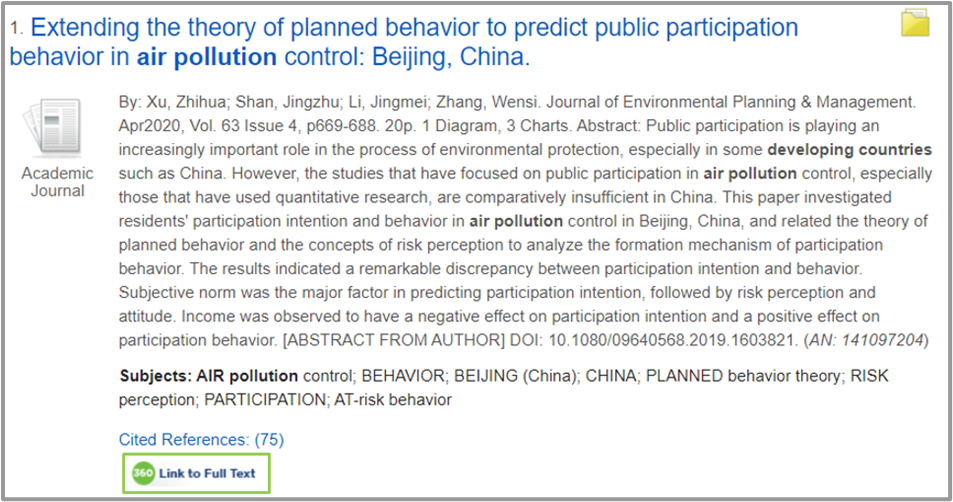 1. Extending the theory of planned behavior to predict public participation
behavior in air pollution control: Beijing, China.
Academic
Journal
By: Xu, Zhihua; Shan, Jingzhu; Li, Jingmei; Zhang, Wensi. Journal of Environmental Planning & Management.
Apr2020, Vol. 63 Issue 4, p669-688. 20p. 1 Diagram, 3 Charts. Abstract: Public participation is playing an
increasingly important role in the process of environmental protection, especially in some developing countries
such as China. However, the studies that have focused on public participation in air pollution control, especially
those that have used quantitative research, are comparatively insufficient in China. This paper investigated
residents' participation intention and behavior in air pollution control in Beijing, China, and related the theory of
planned behavior and the concepts of risk perception to analyze the formation mechanism of participation
behavior. The results indicated a remarkable discrepancy between participation intention and behavior.
Subjective norm was the major factor in predicting participation intention, followed by risk perception and
attitude. Income was observed to have a negative effect on participation intention and a positive effect on
participation behavior. [ABSTRACT FROM AUTHOR] DOI: 10.1080/09640568.2019.1603821. (AN: 141097204)
Subjects: AIR pollution control; BEHAVIOR; BEIJING (China); CHINA; PLANNED behavior theory; RISK
perception; PARTICIPATION; AT-risk behavior
Cited References: (75)
360 Link to Full Text